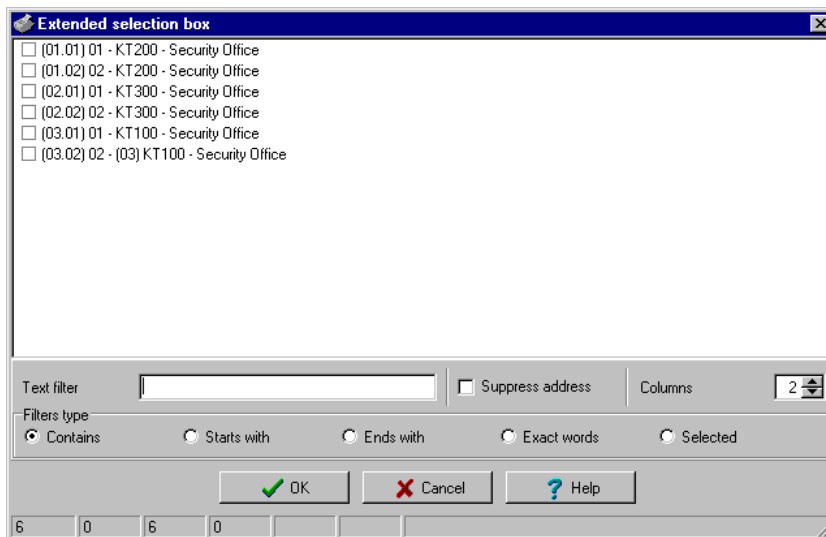 Extended selection box
(01.01) 01 - KT200 - Security Office
(01.02) 02 - KT200 - Security Office
(02.01) 01 - KT300 - Security Office
(02.02) 02 - KT300 - Security Office
(03.01) 01 - KT100 - Security Office
(03.02) 02 - (03) KT100 - Security Office
Text filter Suppress address Columns 2
Filters type
Contains Starts with Ends with Exact words Selected
OK Cancel ? Help
6 0 6 0